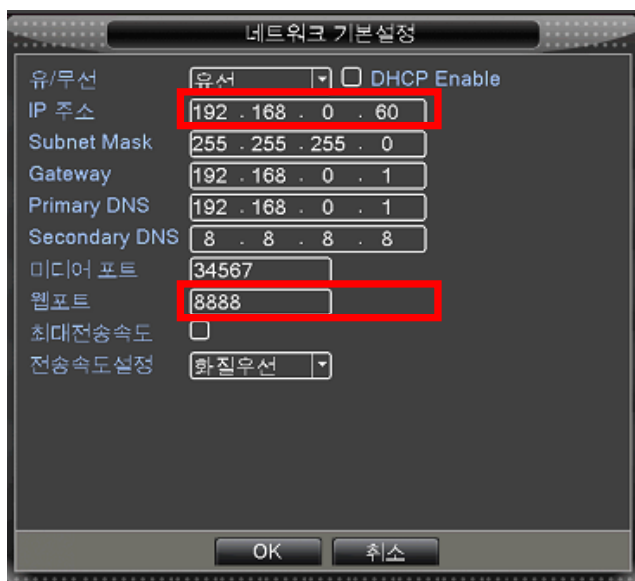 네트워크 기본설정
유/무선 유선 DHCP Enable
IP 주소 192 . 168 . 0 . 60
Subnet Mask 255 . 255 . 255 . 0
Gateway 192 . 168 . 0 . 1
Primary DNS 192 . 168 . 0 . 1
Secondary DNS 8 . 8 . 8 . 8
미디어 포트 34567
웹포트 8888
최대전송속도
전송속도설정 화질우선
OK 취소